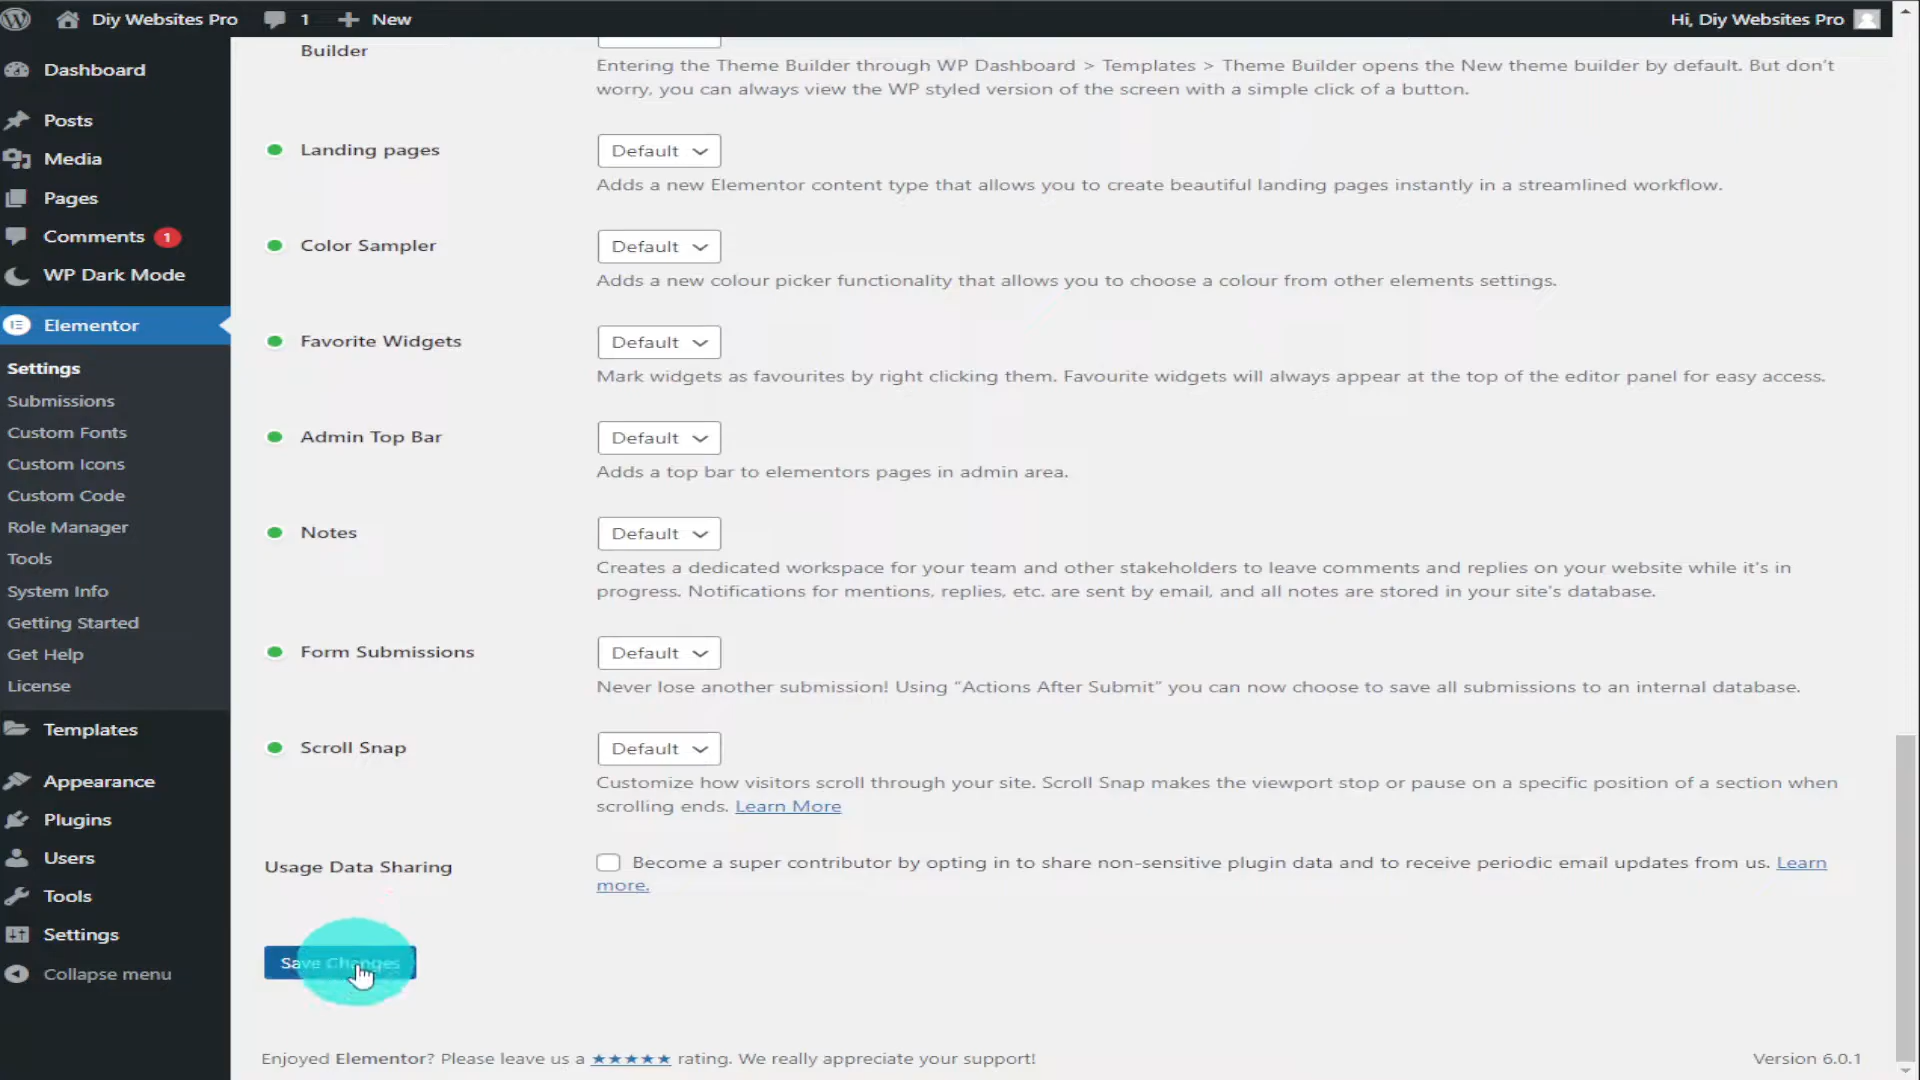 Diy Websites Pro
1
New
Hi, Diy Websites Pro
Dashboard
Posts
Media
Pages
Comments 1
WP Dark Mode
Elementor
Settings
Submissions
Custom Fonts
Custom Icons
Custom Code
Role Manager
Tools
System Info
Getting Started
Get Help
License
Templates
Appearance
Plugins
Users
Tools
Settings
Collapse menu
Builder
Entering the Theme Builder through WP Dashboard > Templates > Theme Builder opens the New theme builder by default. But don't
worry, you can always view the WP styled version of the screen with a simple click of a button.
Landing pages
Default
Adds a new Elementor content type that allows you to create beautiful landing pages instantly in a streamlined workflow.
Color Sampler
Default
Adds a new colour picker functionality that allows you to choose a colour from other elements settings.
Favorite Widgets
Default
Mark widgets as favourites by right clicking them. Favourite widgets will always appear at the top of the editor panel for easy access.
Admin Top Bar
Default
Adds a top bar to elementors pages in admin area.
Notes
Default
Creates a dedicated workspace for your team and other stakeholders to leave comments and replies on your website while it's in
progress. Notifications for mentions, replies, etc. are sent by email, and all notes are stored in your site's database.
Form Submissions
Default
Never lose another submission! Using “Actions After Submit” you can now choose to save all submissions to an internal database.
Scroll Snap
Default
Customize how visitors scroll through your site. Scroll Snap makes the viewport stop or pause on a specific position of a section when
scrolling ends. Learn More
Usage Data Sharing
Become a super contributor by opting in to share non-sensitive plugin data and to receive periodic email updates from us. Learn
more.
Save Changes
Enjoyed Elementor? Please leave us a ★★★★★ rating. We really appreciate your support!
Version 6.0.1